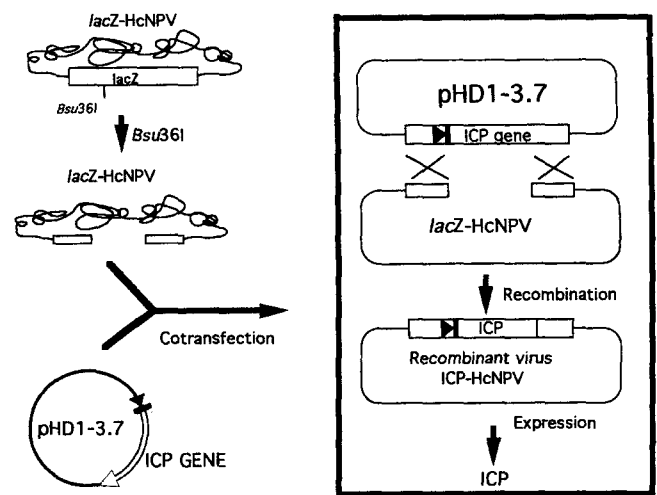 lacZ-HcNPV
lacZ
Bsu36I
Bsu36I
lacZ-HcNPV
Cotransfection
pHD1-3.7
ICP GENE
pHD1-3.7
ICP gene
lacZ-HcNPV
Recombination
ICP
Recombinant virus
ICP-HcNPV
Expression
ICP